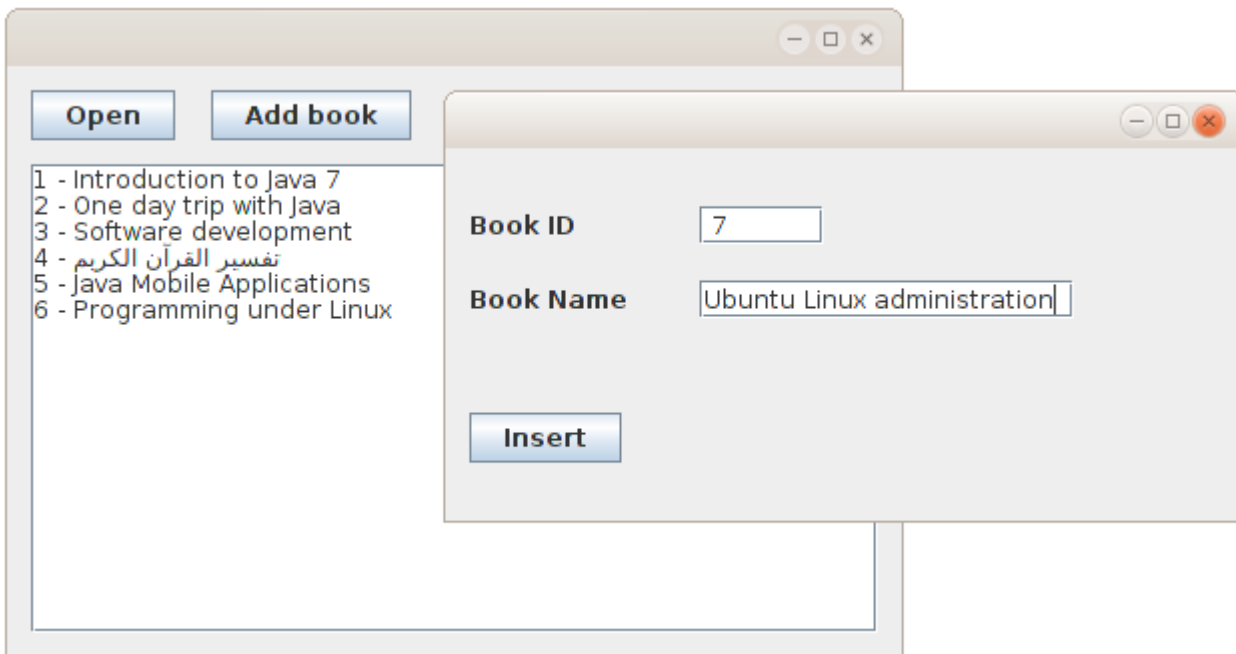 Open
Add book
1 - Introduction to Java 7
2 - One day trip with Java
3 - Software development
4 - تفسير القرآن الكريم
5 - Java Mobile Applications
6 - Programming under Linux
Book ID
7
Book Name
Ubuntu Linux administration
Insert